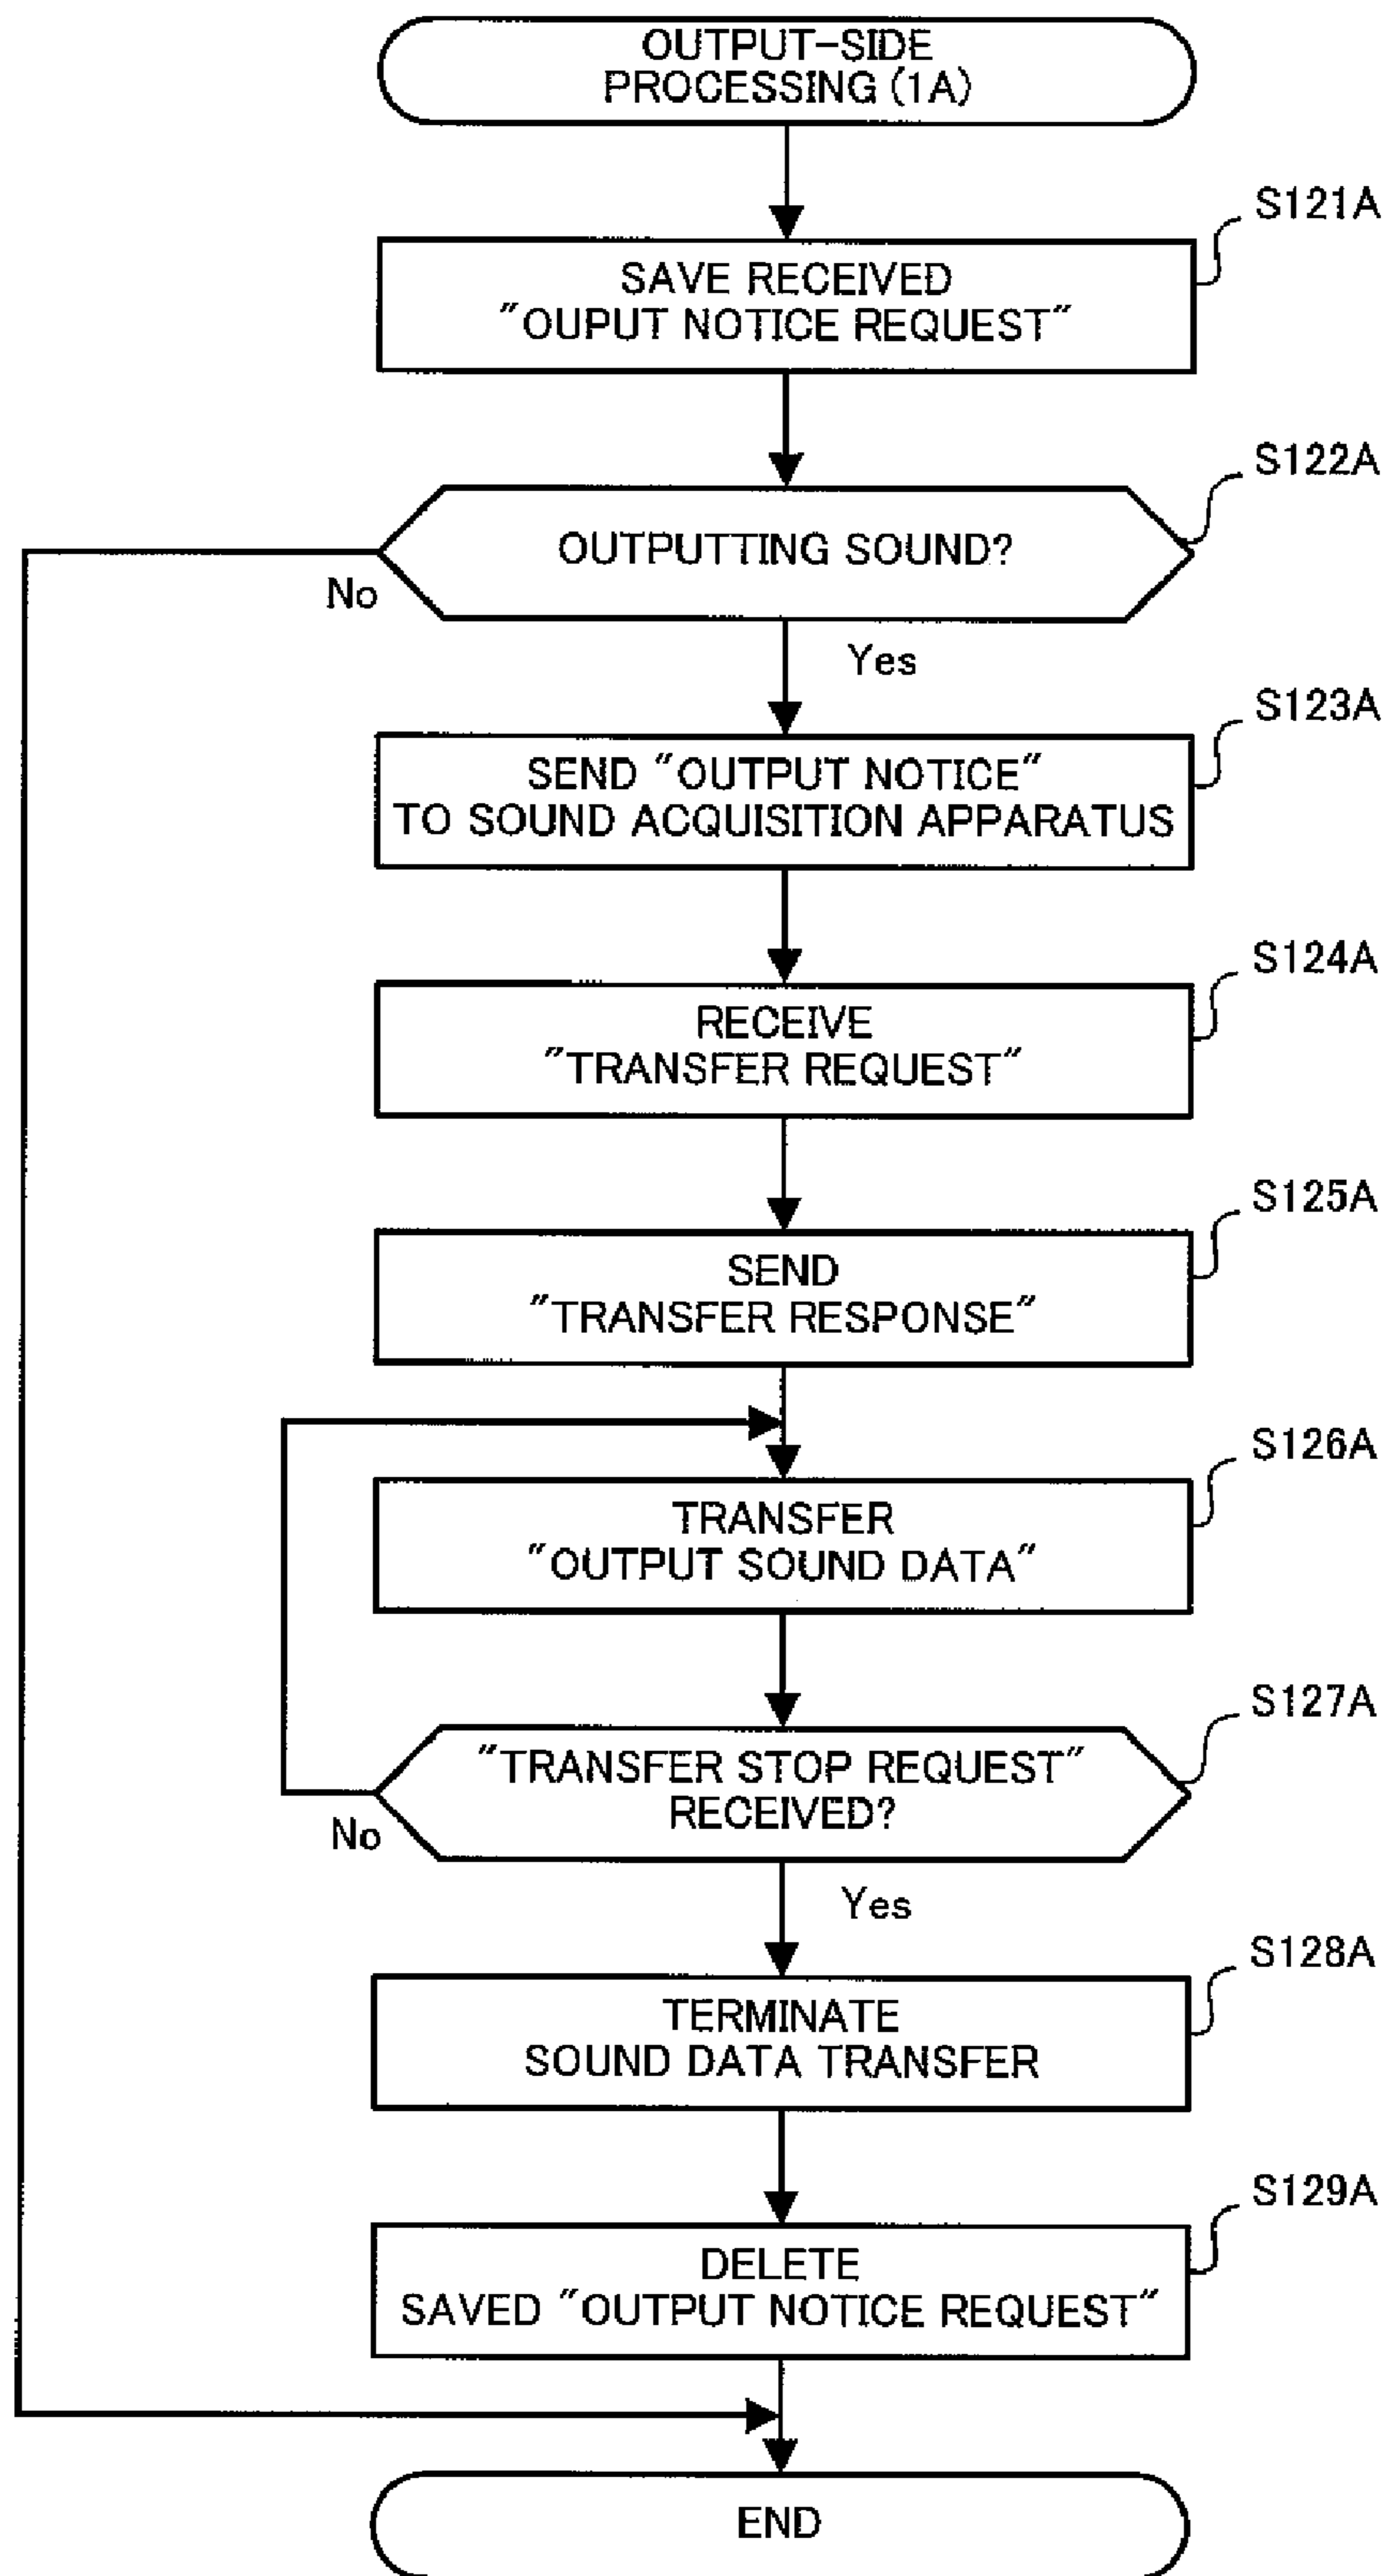 OUTPUT-SIDE
PROCESSING (1A)
S121A
SAVE RECEIVED
"OUPUT NOTICE REQUEST"
S122A
OUTPUTTING SOUND?
No
Yes
S123A
SEND "OUTPUT NOTICE"
TO SOUND ACQUISITION APPARATUS
S124A
RECEIVE
"TRANSFER REQUEST"
S125A
SEND
"TRANSFER RESPONSE"
S126A
TRANSFER
"OUTPUT SOUND DATA"
S127A
"TRANSFER STOP REQUEST"
RECEIVED?
No
Yes
S128A
TERMINATE
SOUND DATA TRANSFER
S129A
DELETE
SAVED "OUTPUT NOTICE REQUEST"
END